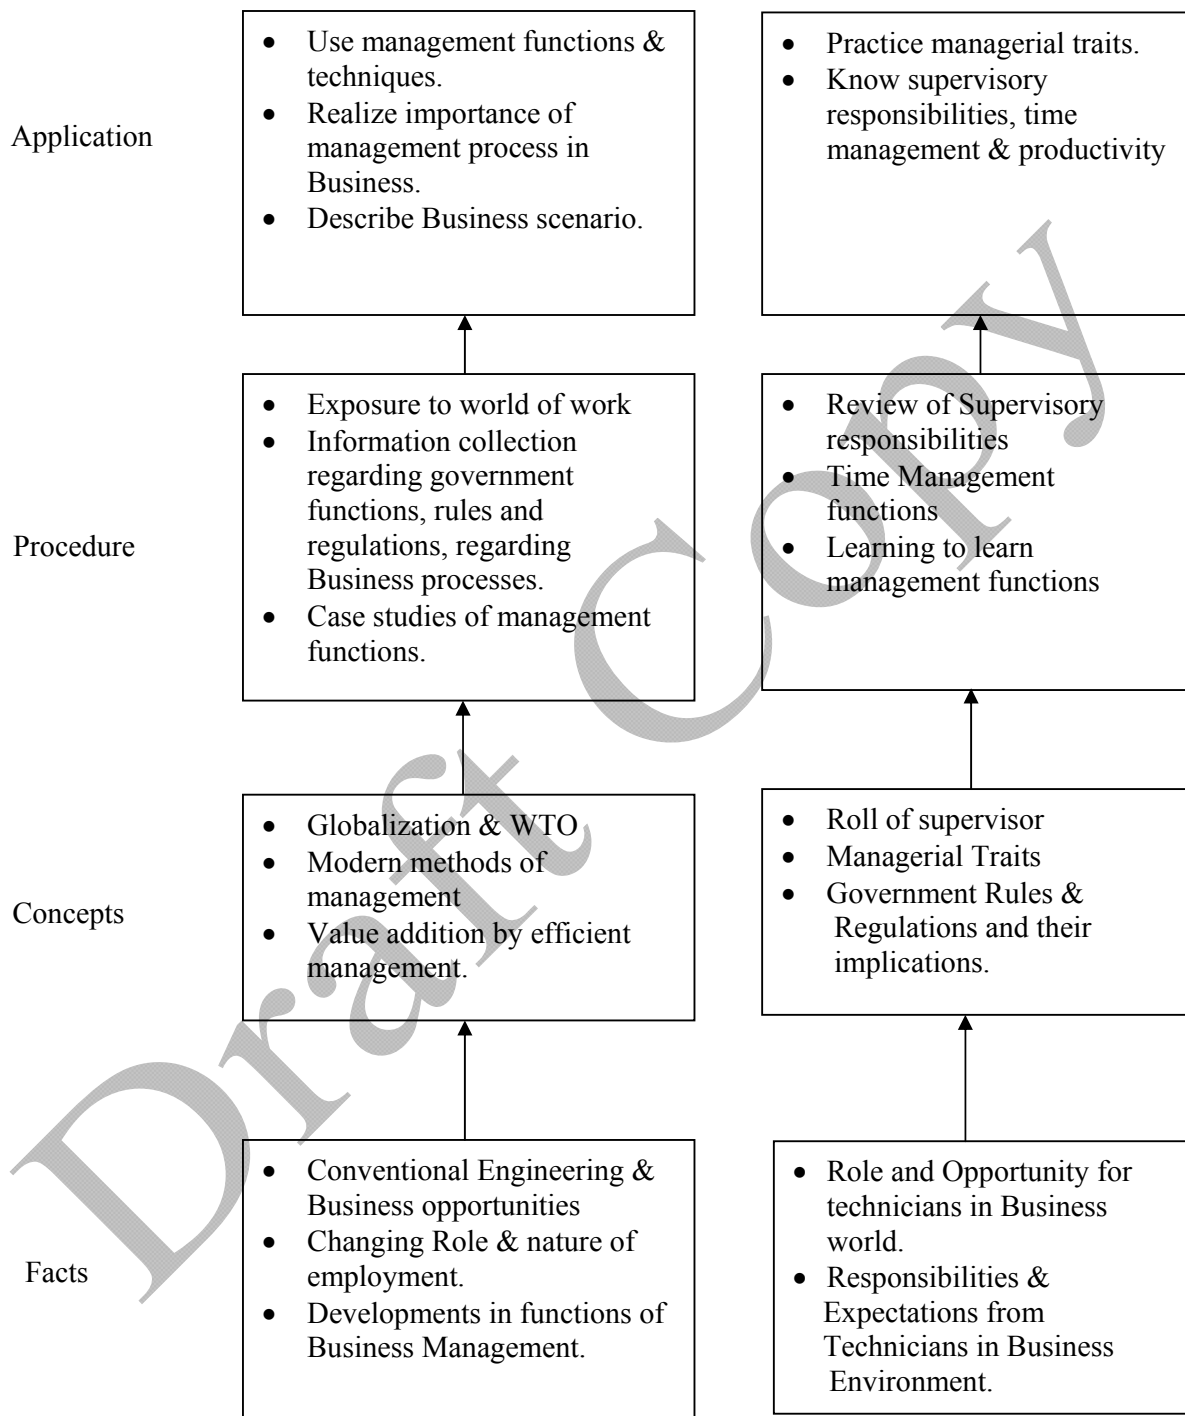 Application
• Use management functions &
techniques.
• Realize importance of
management process in
Business.
• Describe Business scenario.
• Practice managerial traits.
• Know supervisory
responsibilities, time
management & productivity
Procedure
• Exposure to world of work
• Information collection
regarding government
functions, rules and
regulations, regarding
Business processes.
• Case studies of management
functions.
• Review of Supervisory
responsibilities
• Time Management
functions
• Learning to learn
management functions
Concepts
• Globalization & WTO
• Modern methods of
management
• Value addition by efficient
management.
• Roll of supervisor
• Managerial Traits
• Government Rules &
Regulations and their
implications.
Facts
• Conventional Engineering &
Business opportunities
• Changing Role & nature of
employment.
• Developments in functions of
Business Management.
• Role and Opportunity for
technicians in Business
world.
• Responsibilities &
Expectations from
Technicians in Business
Environment.
Draft Copy